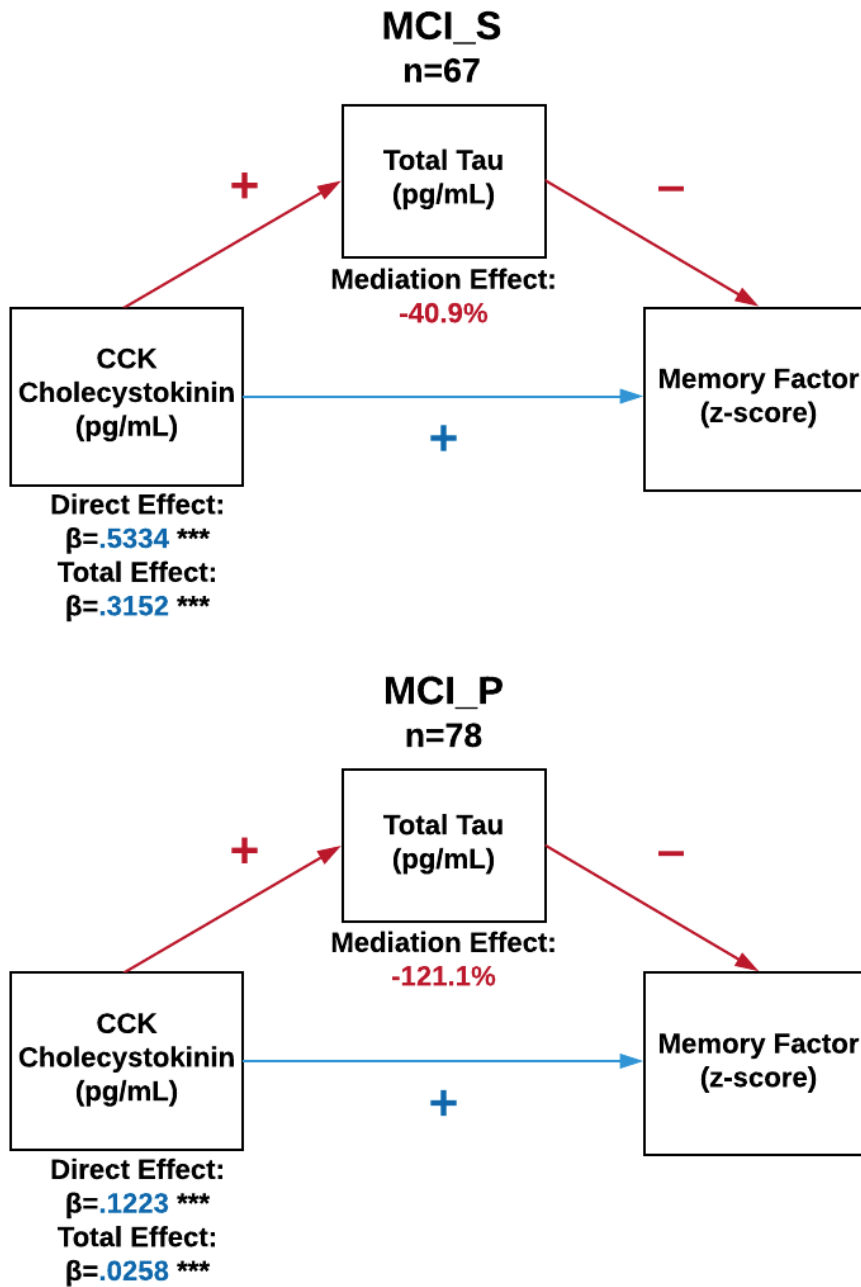 MCI_S
n=67
Total Tau
(pg/mL)
+
−
Mediation Effect:
-40.9%
CCK
Cholecystokinin
(pg/mL)
Memory Factor
(z-score)
+
Direct Effect:
β=.5334 ***
Total Effect:
β=.3152 ***
MCI_P
n=78
Total Tau
(pg/mL)
+
−
Mediation Effect:
-121.1%
CCK
Cholecystokinin
(pg/mL)
Memory Factor
(z-score)
+
Direct Effect:
β=.1223 ***
Total Effect:
β=.0258 ***